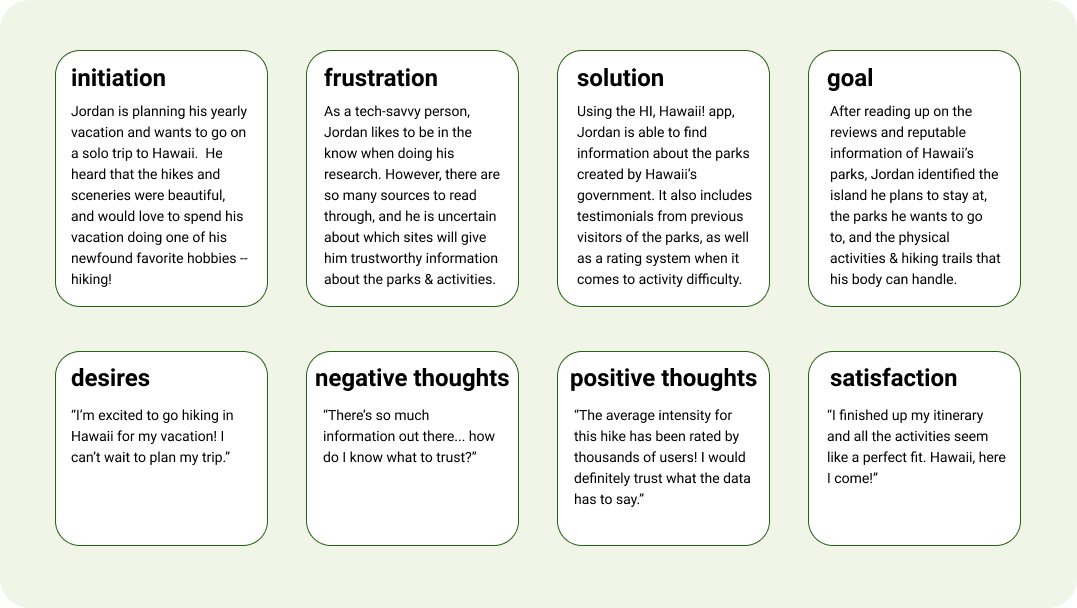 initiation
Jordan is planning his yearly
vacation and wants to go on
a solo trip to Hawaii.  He
heard that the hikes and
sceneries were beautiful,
and would love to spend his
vacation doing one of his
newfound favorite hobbies --
hiking!
frustration
As a tech-savvy person,
Jordan likes to be in the
know when doing his
research. However, there are
so many sources to read
through, and he is uncertain
about which sites will give
him trustworthy information
about the parks & activities.
solution
Using the HI, Hawaii! app,
Jordan is able to find
information about the parks
created by Hawaii’s
government. It also includes
testimonials from previous
visitors of the parks, as well
as a rating system when it
comes to activity difficulty.
goal
After reading up on the
reviews and reputable
information of Hawaii’s
parks, Jordan identified the
island he plans to stay at,
the parks he wants to go
to, and the physical
activities & hiking trails that
his body can handle.
desires
“I’m excited to go hiking in
Hawaii for my vacation! I
can’t wait to plan my trip.”
negative thoughts
“There’s so much
information out there... how
do I know what to trust?”
positive thoughts
“The average intensity for
this hike has been rated by
thousands of users! I would
definitely trust what the data
has to say.”
satisfaction
“I finished up my itinerary
and all the activities seem
like a perfect fit. Hawaii, here
I come!”